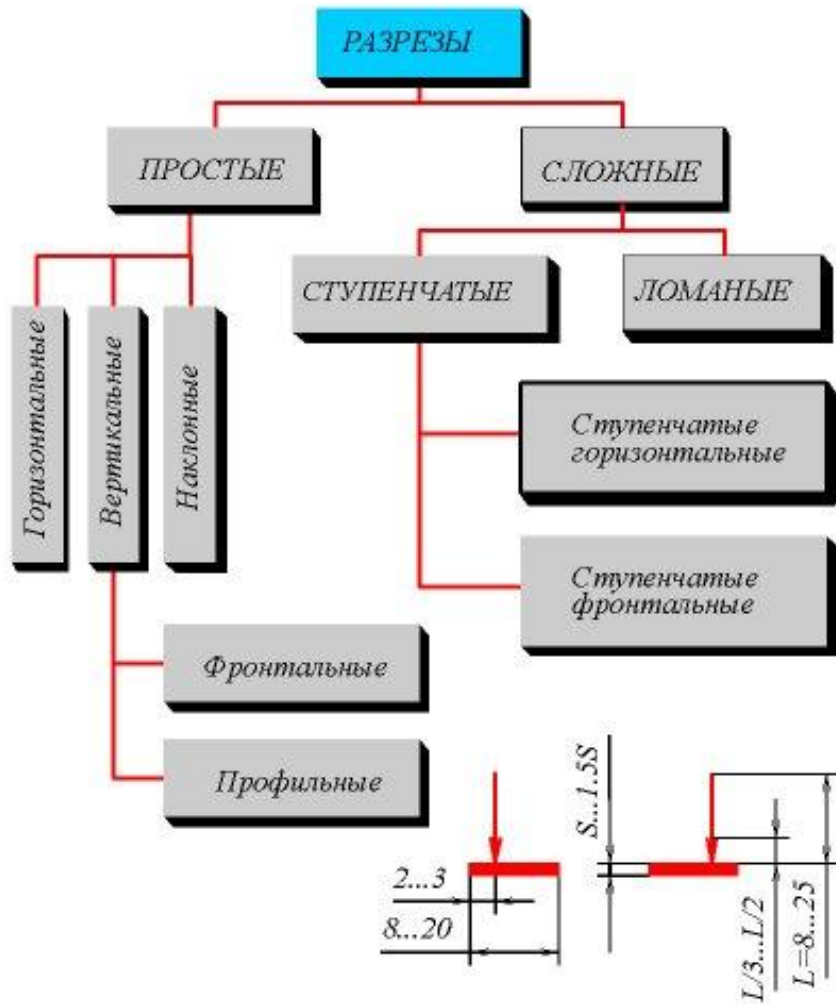 РАЗРЕЗЫ
ПРОСТЫЕ
СЛОЖНЫЕ
СТУПЕНЧАТЫЕ
ЛОМАНЫЕ
Горизонтальные
Вертикальные
Наклонные
Ступенчатые
горизонтальные
Ступенчатые
фронтальные
Фронтальные
Профильные
2...3
8...20
S...1.5S
L/3...L/2
L=8...25